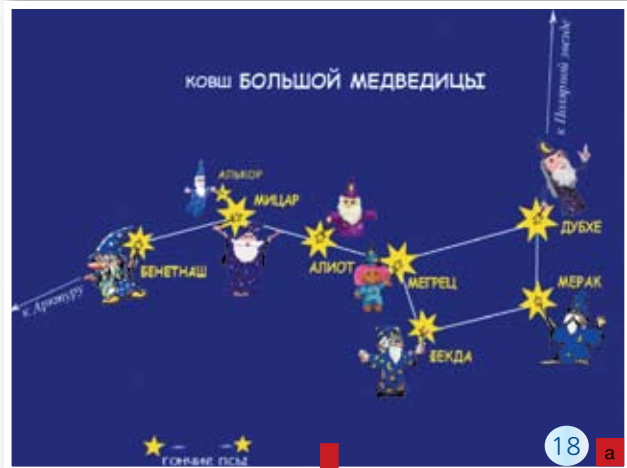 к Полярной звезде
КОВШ БОЛЬШОЙ МЕДВЕДИЦЫ
АЛЬКОР
МИЦАР
ДУБХЕ
БЕНЕТНАШ
АЛИОТ
МЕГРЕЦ
МЕРАК
к Арктуру
ФЕКДА
ГОНЧИЕ ПСЫ
18
а